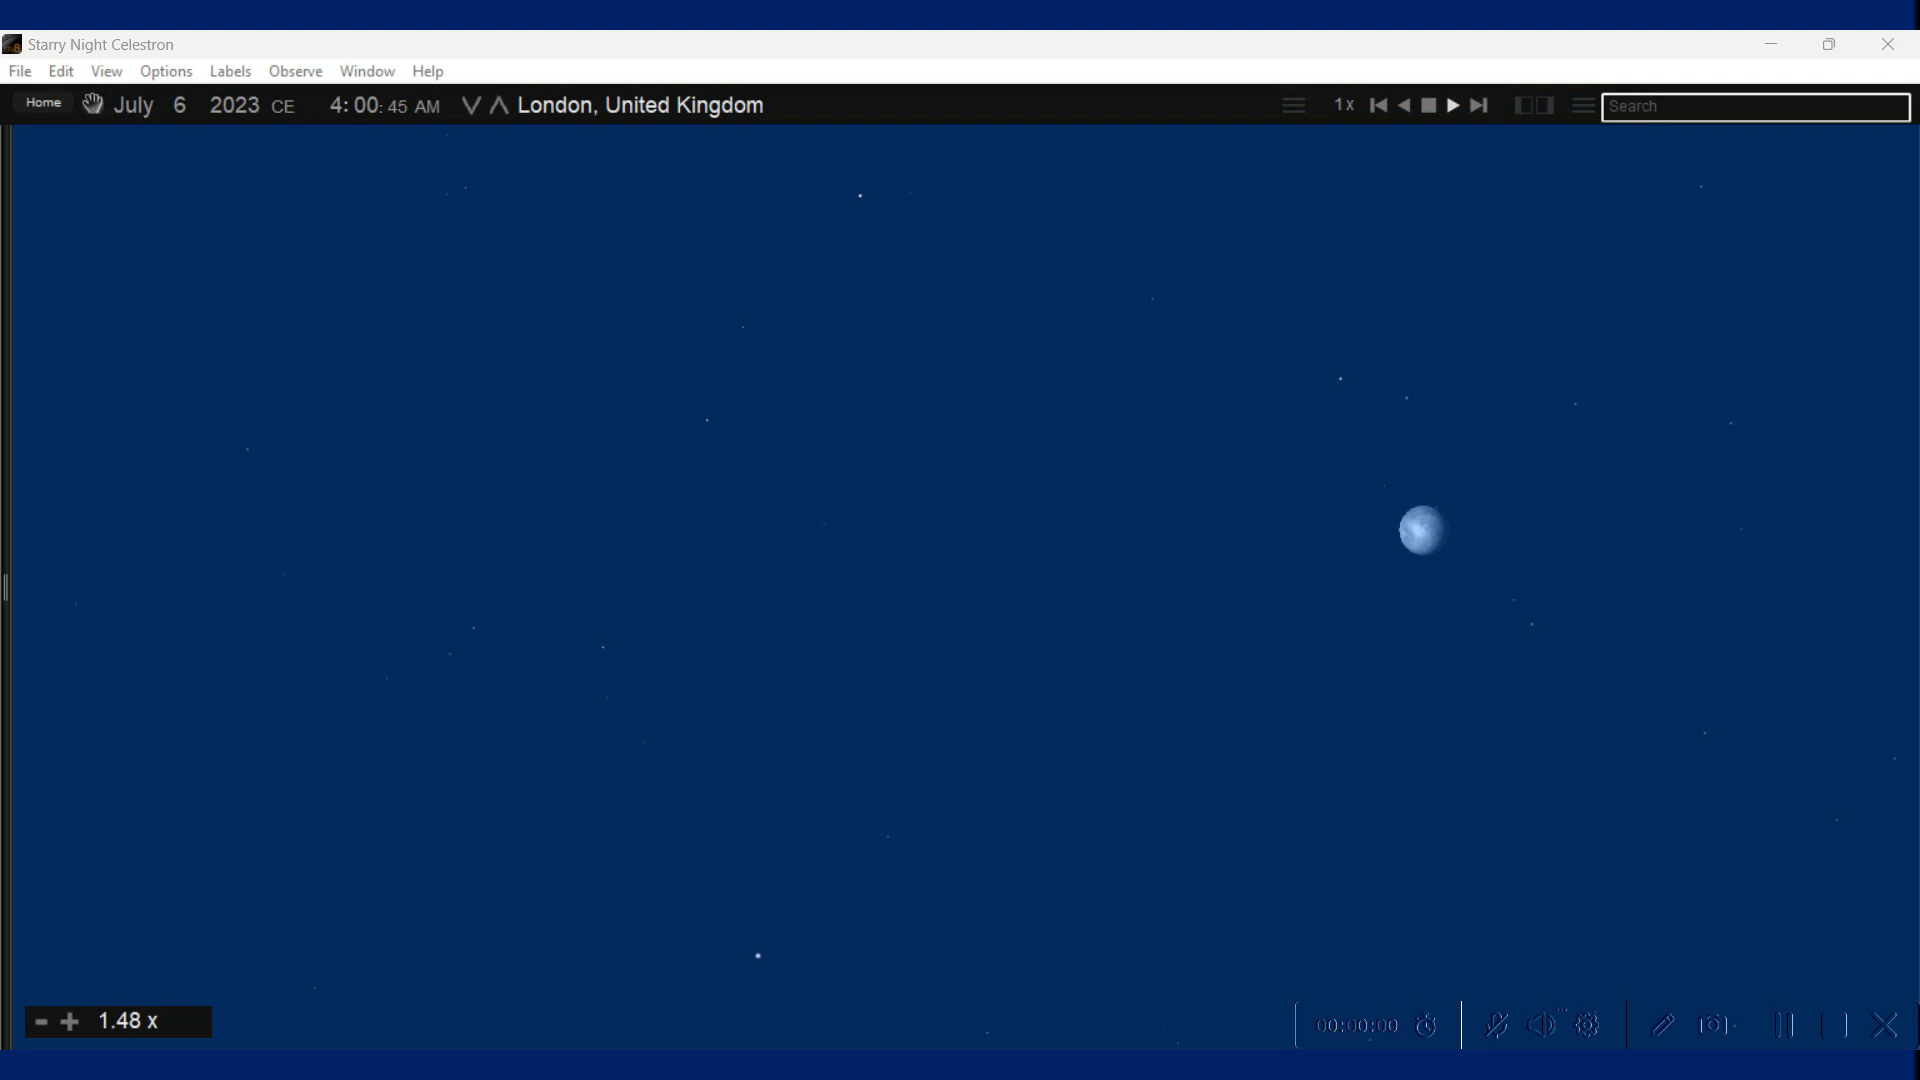 Starry Night Celestron
File Edit View Options Labels Observe Window Help
Home July 6 2023 CE 4:00:45 AM London, United Kingdom 1x Search
1.48 x
00:00:00